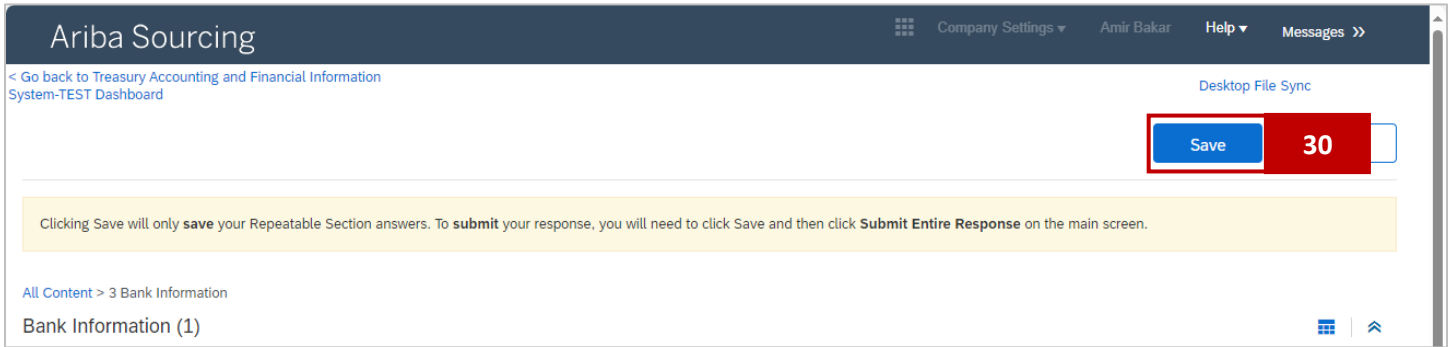 Ariba Sourcing
Company Settings ▾ Amir Bakar Help ▾ Messages »
< Go back to Treasury Accounting and Financial Information
System-TEST Dashboard
Desktop File Sync
Save 30
Clicking Save will only save your Repeatable Section answers. To submit your response, you will need to click Save and then click Submit Entire Response on the main screen.
All Content > 3 Bank Information
Bank Information (1)